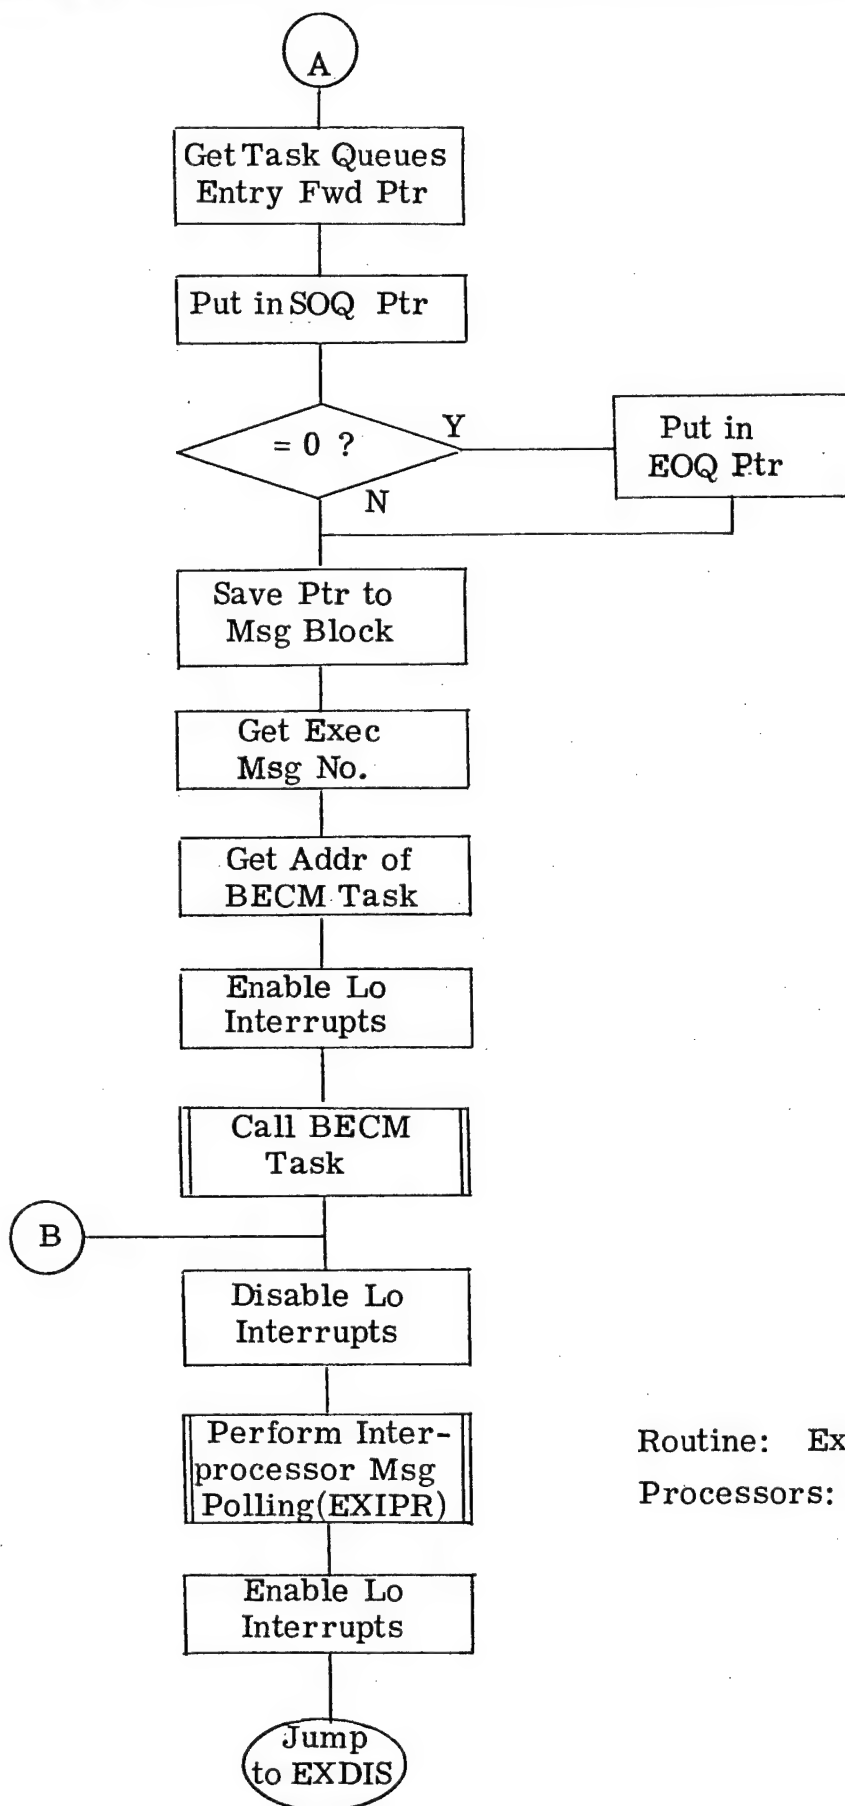 A
Get Task Queues
Entry Fwd Ptr
Put in SOQ Ptr
= 0 ?
Y
N
Put in
EOQ Ptr
Save Ptr to
Msg Block
Get Exec
Msg No.
Get Addr of
BECM Task
Enable Lo
Interrupts
Call BECM
Task
B
Disable Lo
Interrupts
Perform Inter-
processor Msg
Polling(EXIPR)
Routine: Ex
Processors:
Enable Lo
Interrupts
Jump
to EXDIS